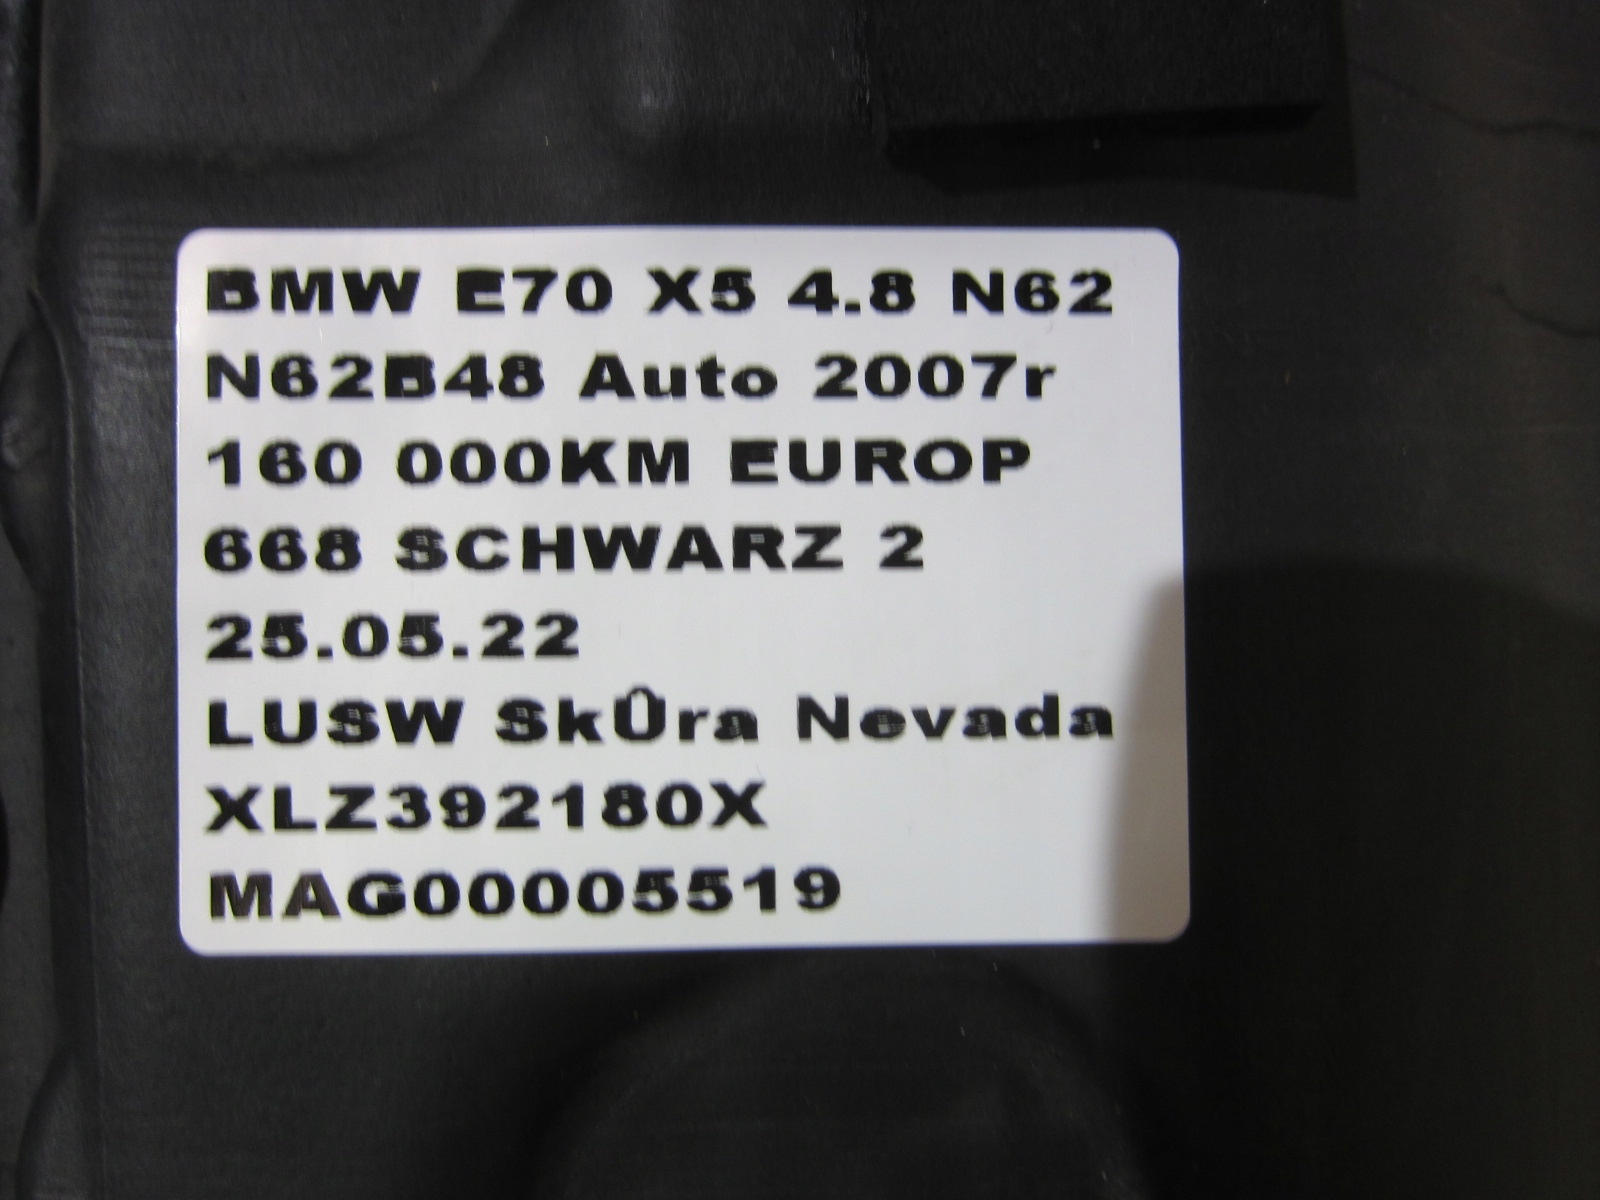 BMW E70 X5 4.8 N62
N62B48 Auto 2007r
160 000KM EUROP
668 SCHWARZ 2
25.05.22
LUSW SkÛra Nevada
XLZ392180X
MAG00005519